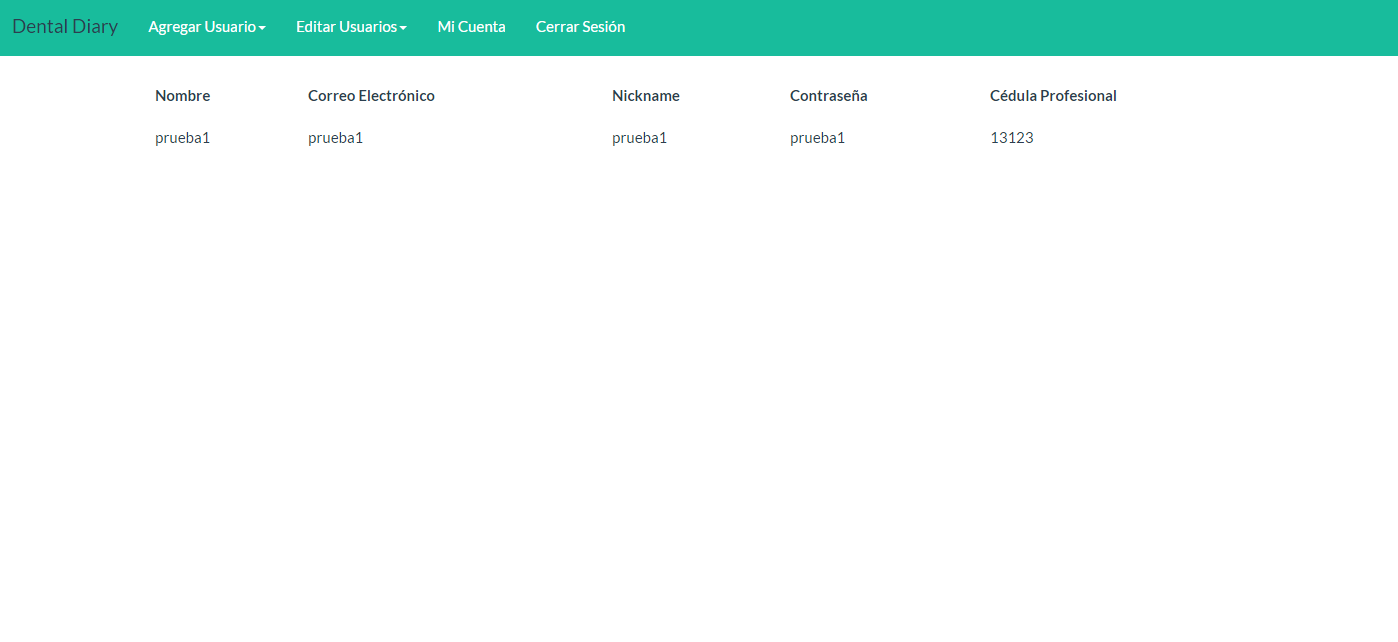 Dental Diary Agregar Usuario Editar Usuarios Mi Cuenta Cerrar Sesión
Nombre Correo Electrónico Nickname Contraseña Cédula Profesional
prueba1 prueba1 prueba1 prueba1 13123